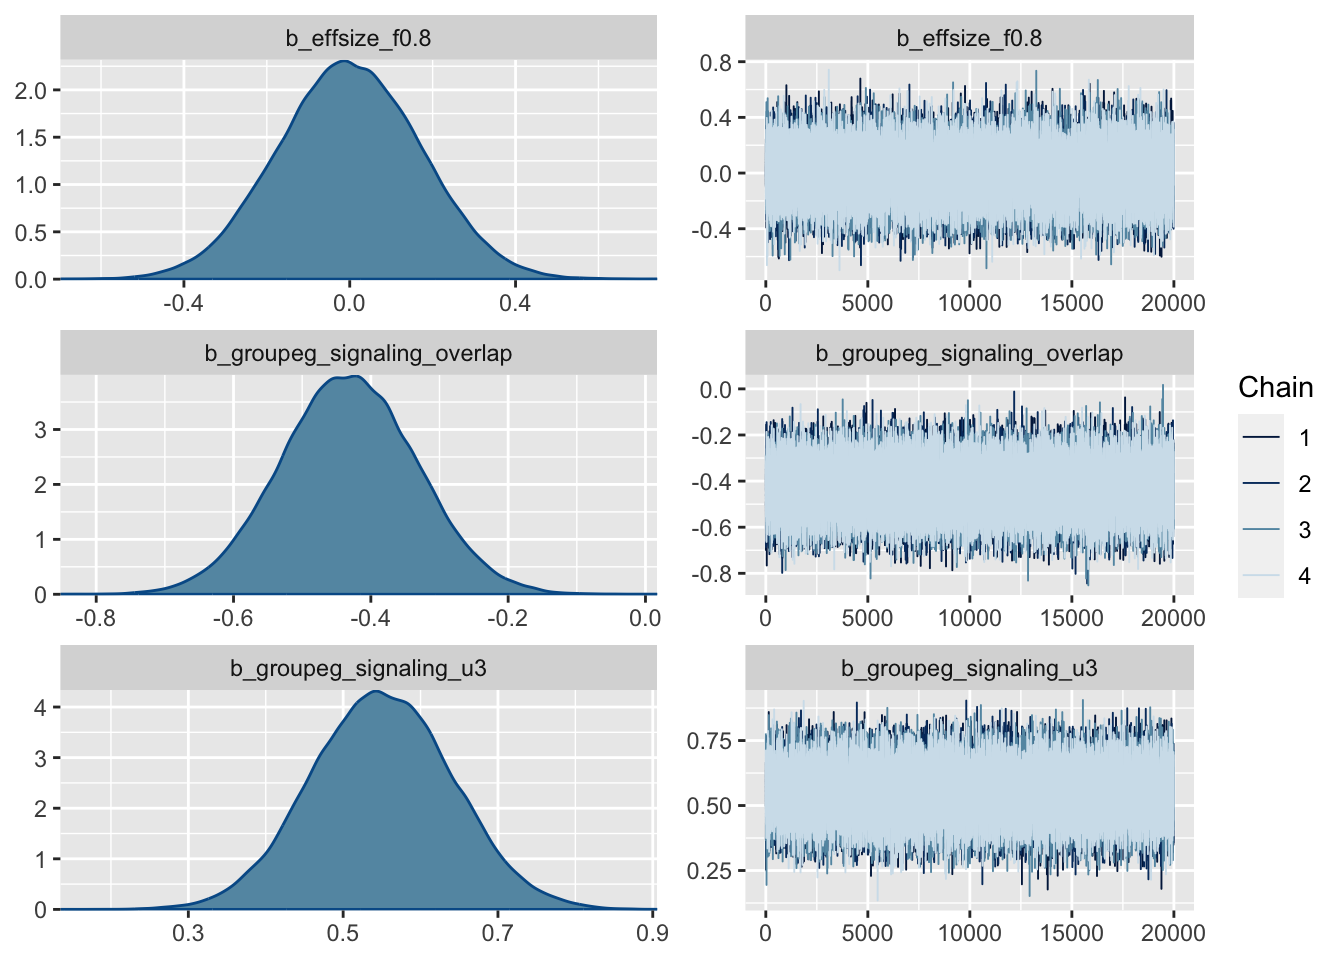 b_effsize_f0.8
2.0
1.5
1.0
0.5
0.0
-0.4 0.0 0.4
b_effsize_f0.8
0.8
0.4
0.0
-0.4
0 5000 10000 15000 20000
b_groupeg_signaling_overlap
3
2
1
0
-0.8 -0.6 -0.4 -0.2 0.0
b_groupeg_signaling_overlap
0.0
-0.2
-0.4
-0.6
-0.8
0 5000 10000 15000 20000
b_groupeg_signaling_u3
4
3
2
1
0
0.3 0.5 0.7 0.9
b_groupeg_signaling_u3
0.75
0.50
0.25
0 5000 10000 15000 20000
Chain
1
2
3
4